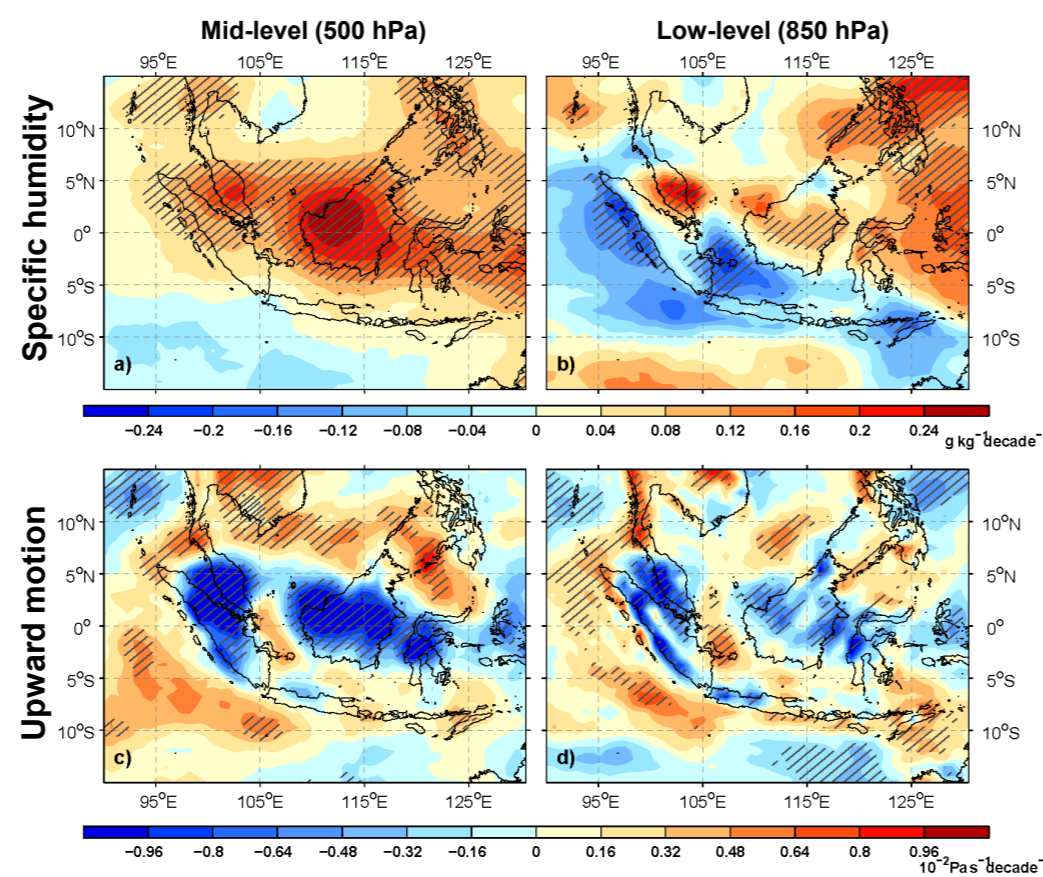 Mid-level (500 hPa) Low-level (850 hPa)
95°E 105°E 115°E 125°E 95°E 105°E 115°E 125°E
Specific humidity
10°N 10°N
5°N 5°N
0° 0°
5°S 5°S
10°S 10°S
a) b)
−0.24 −0.2 −0.16 −0.12 −0.08 −0.04 0 0.04 0.08 0.12 0.16 0.2 0.24
g kg⁻¹decade⁻
Upward motion
10°N 10°N
5°N 5°N
0° 0°
5°S 5°S
10°S 10°S
c) d)
95°E 105°E 115°E 125°E 95°E 105°E 115°E 125°E
−0.96 −0.8 −0.64 −0.48 −0.32 −0.16 0 0.16 0.32 0.48 0.64 0.8 0.96
10⁻²Pa s⁻¹decade⁻